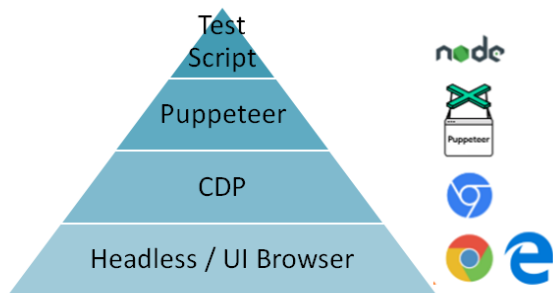 Test
Script
node
Puppeteer
Puppeteer
CDP
Headless / UI Browser